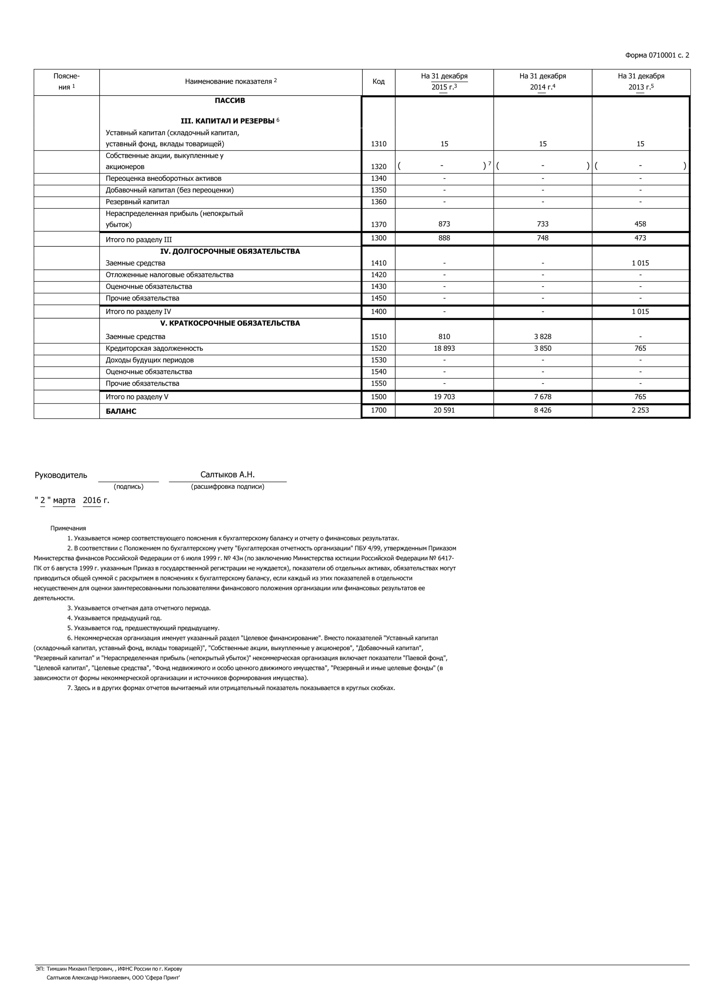 Форма 0710001 с. 2
Поясне-
ния 1
Наименование показателя 2
Код
На 31 декабря
2015 г.3
На 31 декабря
2014 г.4
На 31 декабря
2013 г.5
ПАССИВ
III. КАПИТАЛ И РЕЗЕРВЫ 6
Уставный капитал (складочный капитал,
уставный фонд, вклады товарищей) 1310 15 15 15
Собственные акции, выкупленные у
акционеров 1320 ( - ) 7 ( - ) ( - )
Переоценка внеоборотных активов 1340 - - -
Добавочный капитал (без переоценки) 1350 - - -
Резервный капитал 1360 - - -
Нераспределенная прибыль (непокрытый
убыток) 1370 873 733 458
Итого по разделу III 1300 888 748 473
IV. ДОЛГОСРОЧНЫЕ ОБЯЗАТЕЛЬСТВА
Заемные средства 1410 - - 1 015
Отложенные налоговые обязательства 1420 - - -
Оценочные обязательства 1430 - - -
Прочие обязательства 1450 - - -
Итого по разделу IV 1400 - - 1 015
V. КРАТКОСРОЧНЫЕ ОБЯЗАТЕЛЬСТВА
Заемные средства 1510 810 3 828 -
Кредиторская задолженность 1520 18 893 3 850 765
Доходы будущих периодов 1530 - - -
Оценочные обязательства 1540 - - -
Прочие обязательства 1550 - - -
Итого по разделу V 1500 19 703 7 678 765
БАЛАНС 1700 20 591 8 426 2 253
Руководитель Салтыков А.Н.
(подпись) (расшифровка подписи)
" 2 " марта 2016 г.
Примечания
1. Указывается номер соответствующего пояснения к бухгалтерскому балансу и отчету о финансовых результатах.
2. В соответствии с Положением по бухгалтерскому учету "Бухгалтерская отчетность организации" ПБУ 4/99, утвержденным Приказом
Министерства финансов Российской Федерации от 6 июля 1999 г. № 43н (по заключению Министерства юстиции Российской Федерации № 6417-
ПК от 6 августа 1999 г. указанным Приказ в государственной регистрации не нуждается), показатели об отдельных активах, обязательствах могут
приводиться общей суммой с раскрытием в пояснениях к бухгалтерскому балансу, если каждый из этих показателей в отдельности
несущественен для оценки заинтересованными пользователями финансового положения организации или финансовых результатов ее
деятельности.
3. Указывается отчетная дата отчетного периода.
4. Указывается предыдущий год.
5. Указывается год, предшествующий предыдущему.
6. Некоммерческая организация именует указанный раздел "Целевое финансирование". Вместо показателей "Уставный капитал
(складочный капитал, уставный фонд, вклады товарищей)", "Собственные акции, выкупленные у акционеров", "Добавочный капитал",
"Резервный капитал" и "Нераспределенная прибыль (непокрытый убыток)" некоммерческая организация включает показатели "Паевой фонд",
"Целевой капитал", "Целевые средства", "Фонд недвижимого и особо ценного движимого имущества", "Резервный и иные целевые фонды" (в
зависимости от формы некоммерческой организации и источников формирования имущества).
7. Здесь и в других формах отчетов вычитаемый или отрицательный показатель показывается в круглых скобках.
ЭП: Тимшин Михаил Петрович, , ИФНС России по г. Кирову
Салтыков Александр Николаевич, ООО 'Сфера Принт'